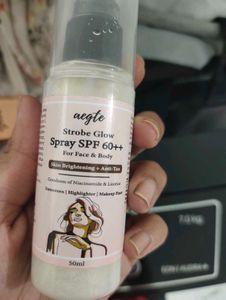 aegte
Strobe Glow
Spray SPF 60++
For Face & Body
Skin Brightening + Anti-Tan
Goodness of Niacinamide & Licorice
Sunscreen | Highlighter | Makeup Fixer
50ml